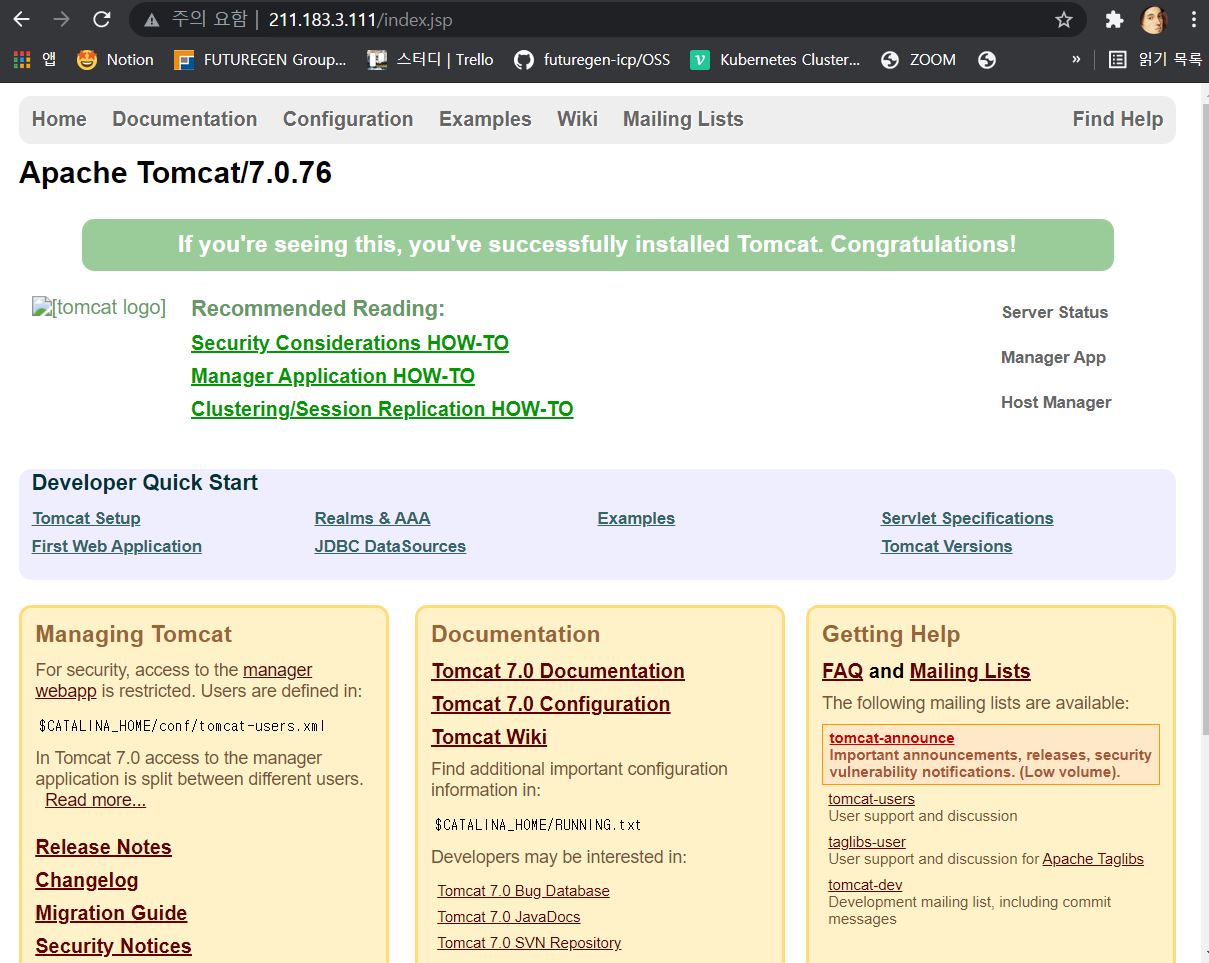 주의 요함 | 211.183.3.111/index.jsp
앱 Notion FUTUREGEN Group... 스터디 | Trello futuregen-icp/OSS Kubernetes Cluster... ZOOM » 읽기 목록
Home Documentation Configuration Examples Wiki Mailing Lists Find Help
Apache Tomcat/7.0.76
If you're seeing this, you've successfully installed Tomcat. Congratulations!
[tomcat logo]
Recommended Reading:
Security Considerations HOW-TO
Manager Application HOW-TO
Clustering/Session Replication HOW-TO
Server Status
Manager App
Host Manager
Developer Quick Start
Tomcat Setup
First Web Application
Realms & AAA
JDBC DataSources
Examples
Servlet Specifications
Tomcat Versions
Managing Tomcat
For security, access to the manager
webapp is restricted. Users are defined in:
$CATALINA_HOME/conf/tomcat-users.xml
In Tomcat 7.0 access to the manager
application is split between different users.
Read more...
Release Notes
Changelog
Migration Guide
Security Notices
Documentation
Tomcat 7.0 Documentation
Tomcat 7.0 Configuration
Tomcat Wiki
Find additional important configuration
information in:
$CATALINA_HOME/RUNNING.txt
Developers may be interested in:
Tomcat 7.0 Bug Database
Tomcat 7.0 JavaDocs
Tomcat 7.0 SVN Repository
Getting Help
FAQ and Mailing Lists
The following mailing lists are available:
tomcat-announce
Important announcements, releases, security
vulnerability notifications. (Low volume).
tomcat-users
User support and discussion
taglibs-user
User support and discussion for Apache Taglibs
tomcat-dev
Development mailing list, including commit
messages